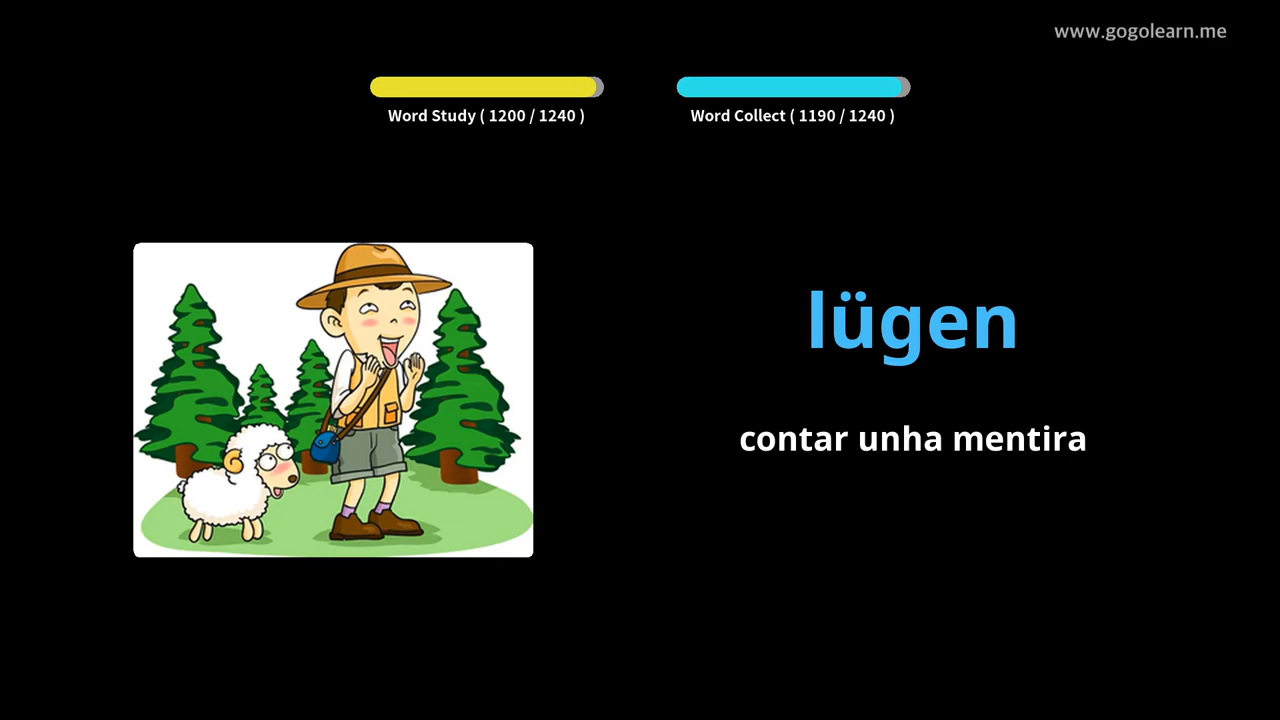 www.gogolearn.me
Word Study ( 1200 / 1240 )
Word Collect ( 1190 / 1240 )
lügen
contar unha mentira